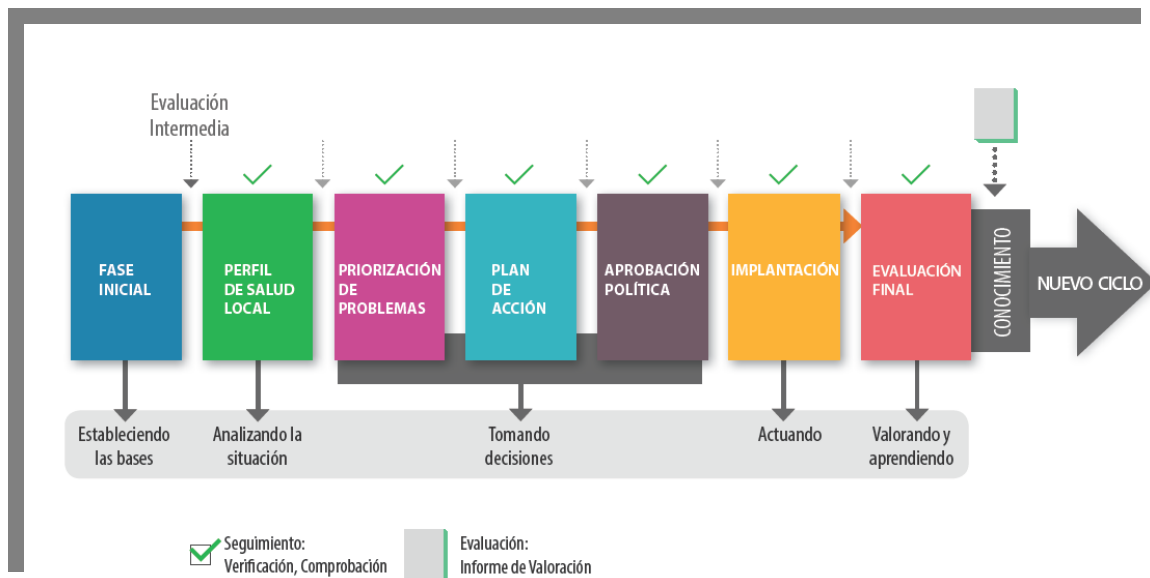 Evaluación
Intermedia
FASE
INICIAL
PERFIL
DE SALUD
LOCAL
PRIORIZACIÓN
DE
PROBLEMAS
PLAN
DE
ACCIÓN
APROBACIÓN
POLÍTICA
IMPLANTACIÓN
EVALUACIÓN
FINAL
CONOCIMIENTO
NUEVO CICLO
Estableciendo
las bases
Analizando la
situación
Tomando
decisiones
Actuando
Valorando y
aprendiendo
Seguimiento:
Verificación, Comprobación
Evaluación:
Informe de Valoración